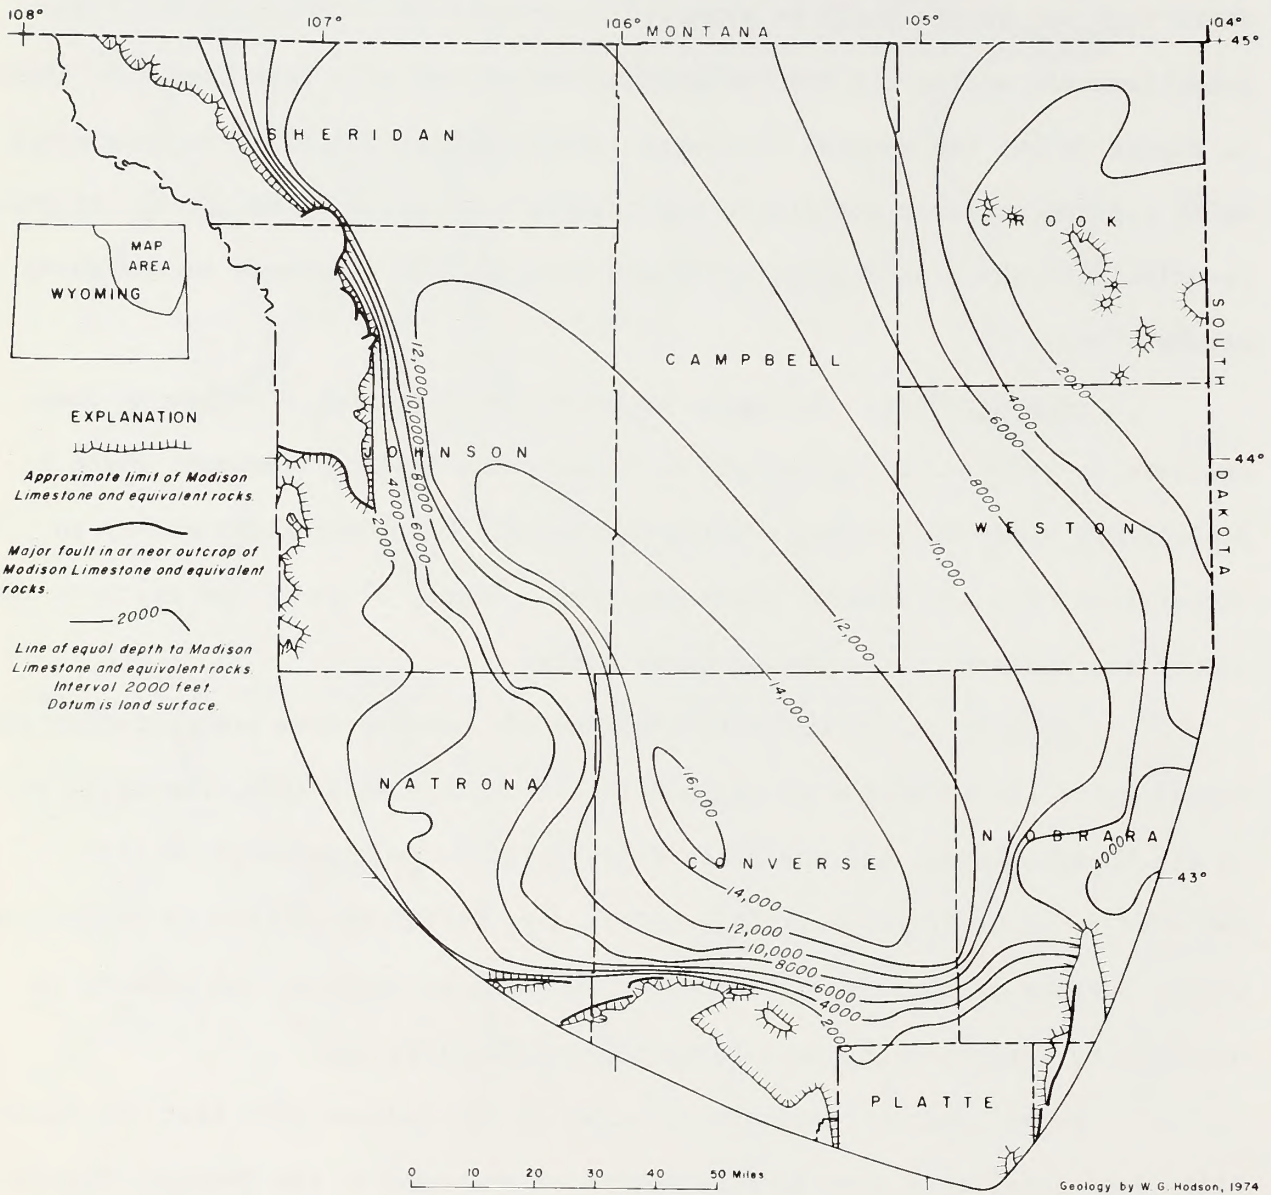 108°
107°
106°
MONTANA
105°
104°
45°
SHERIDAN
CROOK
MAP
AREA
WYOMING
SOUTH
DAKOTA
CAMPBELL
12,000
10,000
8000
6000
4000
2000
2000
4000
6000
8000
10,000
12,000
14,000
16,000
JOHNSON
44°
WESTON
EXPLANATION
Approximate limit of Madison
Limestone and equivalent rocks.
Major fault in or near outcrop of
Madison Limestone and equivalent
rocks.
2000
Line of equal depth to Madison
Limestone and equivalent rocks.
Interval 2000 feet.
Datum is land surface.
NATRONA
NIOBRARA
4000
CONVERSE
43°
14,000
12,000
10,000
8000
6000
4000
2000
PLATTE
0 10 20 30 40 50 Miles
Geology by W. G. Hodson, 1974